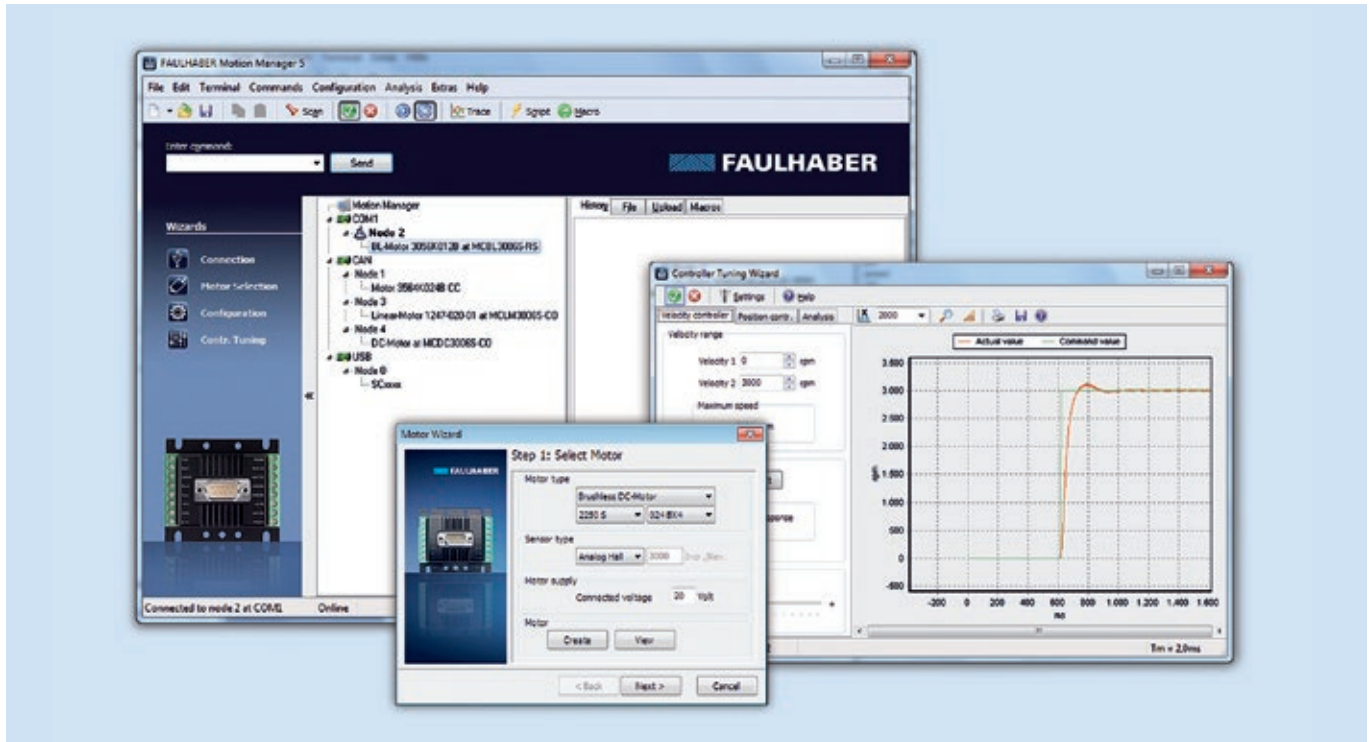 FAULHABER Motion Manager 5
File Edit Terminal Commands Configuration Analysis Extras Help
Scan Trace Script Macro
Enter command:
Send
FAULHABER
Wizards
Connection
Motor Selection
Configuration
Contr. Tuning
Motion Manager
COM1
Node 2
BL-Motor 3056K012B at MCBL3006S-RS
CAN
Node 1
Motor 3564K024B CC
Node 3
Linear-Motor 1247-020-01 at MCLM3006S-CO
Node 4
DC-Motor at MCDC3006S-CO
USB
Node 0
SCxxxx
History File Upload Macros
Connected to node 2 at COM1 Online
Controller Tuning Wizard
Settings Help
Velocity controller Position contr. Analysis
2000
Velocity range
Velocity 1 0 rpm
Velocity 2 3000 rpm
Maximum speed
Actual value Command value
3.500
3.000
2.500
2.000
1.500
1.000
500
0
-500
rpm
-200 0 200 400 600 800 1.000 1.200 1.400 1.600
ms
Tm = 2.0ms
Motor Wizard
FAULHABER
Step 1: Select Motor
Motor type
Brushless DC-Motor
2250 S 024 BX4
Sensor type
Analog Hall 3000
Motor supply
Connected voltage 20 Volt
Motor
Create View
< Back Next > Cancel